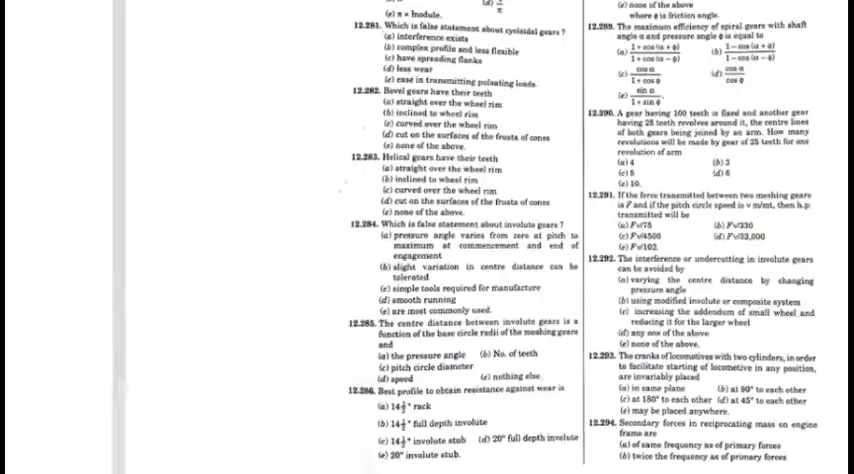 (d) —
π
(e) π × module.
12.281. Which is false statement about cycloidal gears ?
(a) interference exists
(b) complex profile and less flexible
(c) have spreading flanks
(d) less wear
(e) ease in transmitting pulsating loads.
12.282. Bevel gears have their teeth
(a) straight over the wheel rim
(b) inclined to wheel rim
(c) curved over the wheel rim
(d) cut on the surfaces of the frusta of cones
(e) none of the above.
12.283. Helical gears have their teeth
(a) straight over the wheel rim
(b) inclined to wheel rim
(c) curved over the wheel rim
(d) cut on the surfaces of the frusta of cones
(e) none of the above.
12.284. Which is false statement about involute gears ?
(a) pressure angle varies from zero at pitch to
maximum at commencement and end of
engagement
(b) slight variation in centre distance can be
tolerated
(c) simple tools required for manufacture
(d) smooth running
(e) are most commonly used.
12.285. The centre distance between involute gears is a
function of the base circle radii of the meshing gears
and
(a) the pressure angle (b) No. of teeth
(c) pitch circle diameter
(d) speed (e) nothing else
12.286. Best profile to obtain resistance against wear is
(a) 14½° rack
(b) 14½° full depth involute
(c) 14½° involute stub (d) 20° full depth involute
(e) 20° involute stub.
(e) none of the above
where φ is friction angle.
12.289. The maximum efficiency of spiral gears with shaft
angle α and pressure angle φ is equal to
(a) 1 + cos (α + φ) / 1 + cos (α − φ) (b) 1 − cos (α + φ) / 1 − cos (α − φ)
(c) cos α / 1 + cos φ (d) cos α / cos φ
(e) sin α / 1 + sin φ.
12.290. A gear having 100 teeth is fixed and another gear
having 25 teeth revolves around it, the centre lines
of both gears being joined by an arm. How many
revolutions will be made by gear of 25 teeth for one
revolution of arm
(a) 4 (b) 3
(c) 5 (d) 6
(e) 10.
12.291. If the force transmitted between two meshing gears
is F and if the pitch circle speed is v m/mt, then h.p.
transmitted will be
(a) Fv/75 (b) Fv/330
(c) Fv/4500 (d) Fv/33,000
(e) Fv/102.
12.292. The interference or undercutting in involute gears
can be avoided by
(a) varying the centre distance by changing
pressure angle
(b) using modified involute or composite system
(c) increasing the addendum of small wheel and
reducing it for the larger wheel
(d) any one of the above
(e) none of the above.
12.293. The cranks of locomotives with two cylinders, in order
to facilitate starting of locomotive in any position,
are invariably placed
(a) in same plane (b) at 90° to each other
(c) at 180° to each other (d) at 45° to each other
(e) may be placed anywhere.
12.294. Secondary forces in reciprocating mass on engine
frame are
(a) of same frequency as of primary forces
(b) twice the frequency as of primary forces